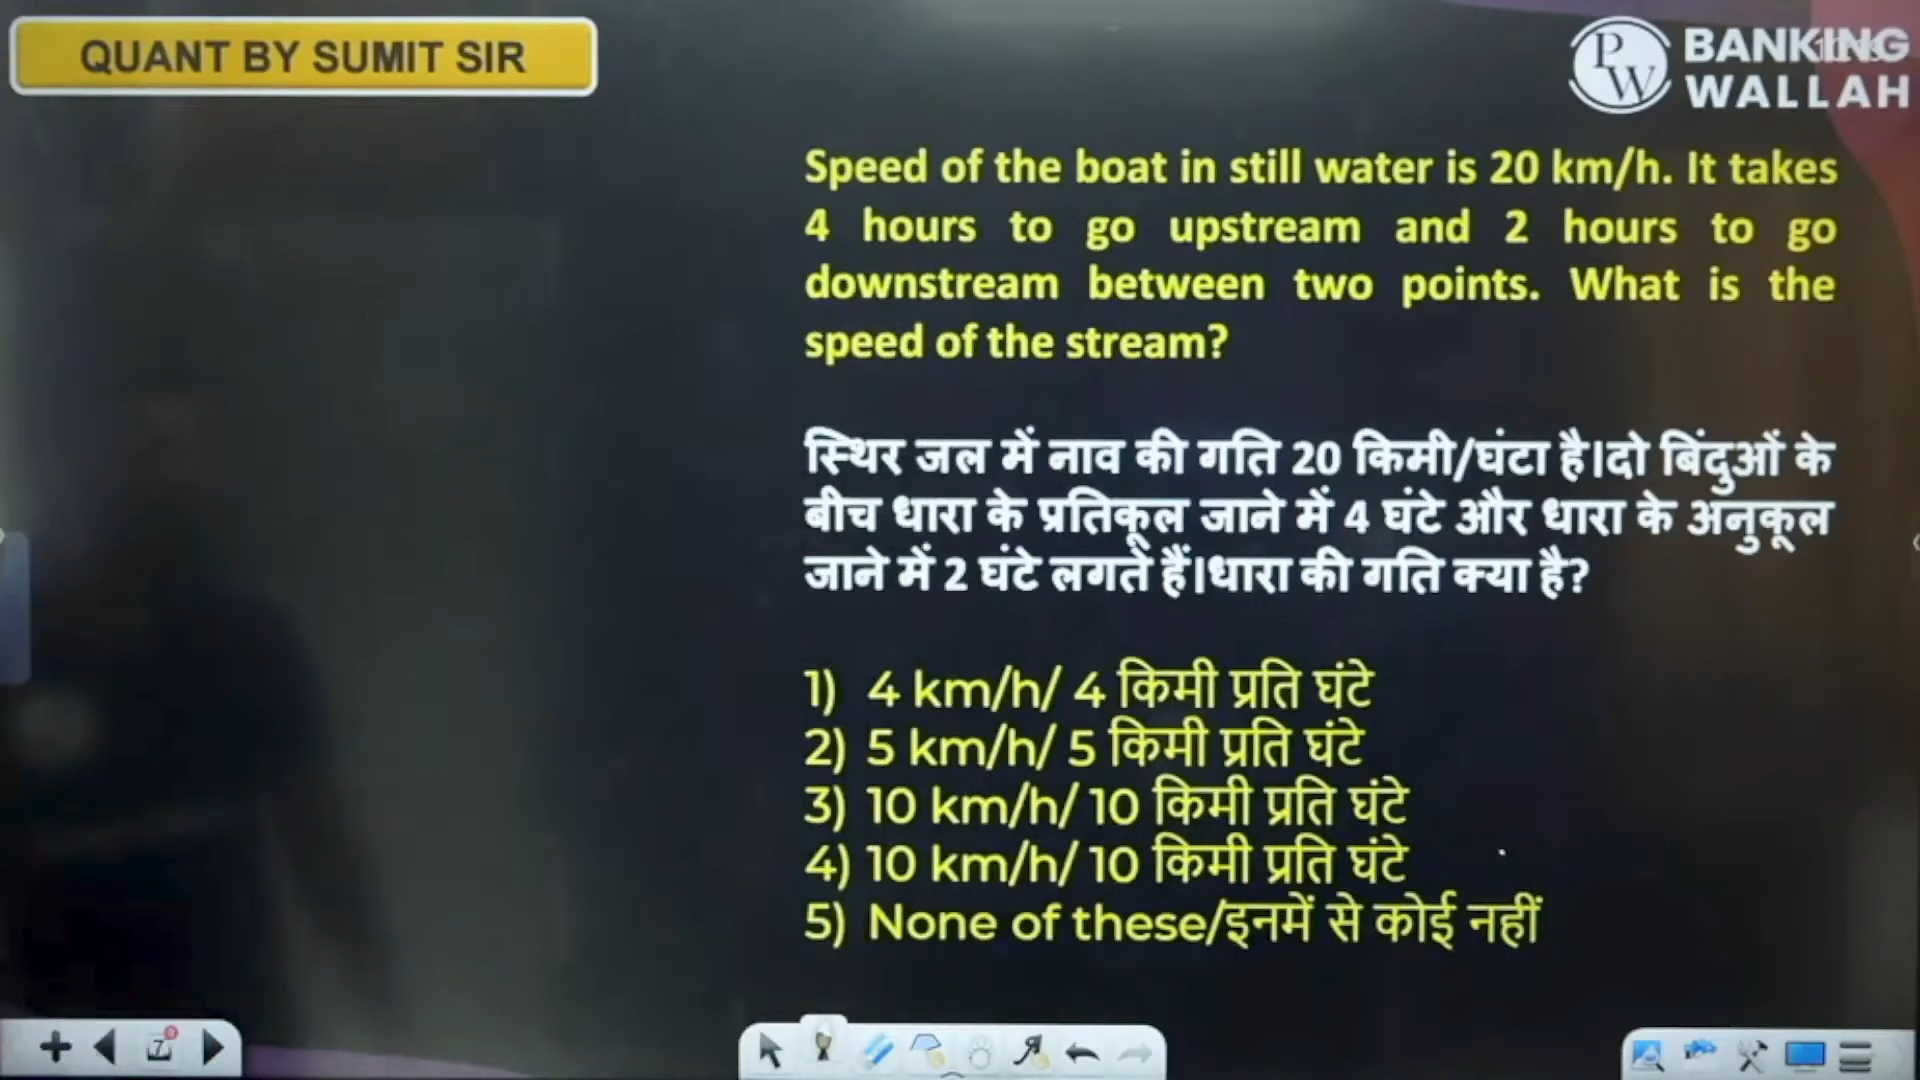 QUANT BY SUMIT SIR
PW
BANKING
WALLAH
Speed of the boat in still water is 20 km/h. It takes
4 hours to go upstream and 2 hours to go
downstream between two points. What is the
speed of the stream?
स्थिर जल में नाव की गति 20 किमी/घंटा है।दो बिंदुओं के
बीच धारा के प्रतिकूल जाने में 4 घंटे और धारा के अनुकूल
जाने में 2 घंटे लगते हैं।धारा की गति क्या है?
1) 4 km/h/ 4 किमी प्रति घंटे
2) 5 km/h/ 5 किमी प्रति घंटे
3) 10 km/h/ 10 किमी प्रति घंटे
4) 10 km/h/ 10 किमी प्रति घंटे
5) None of these/इनमें से कोई नहीं
7
9